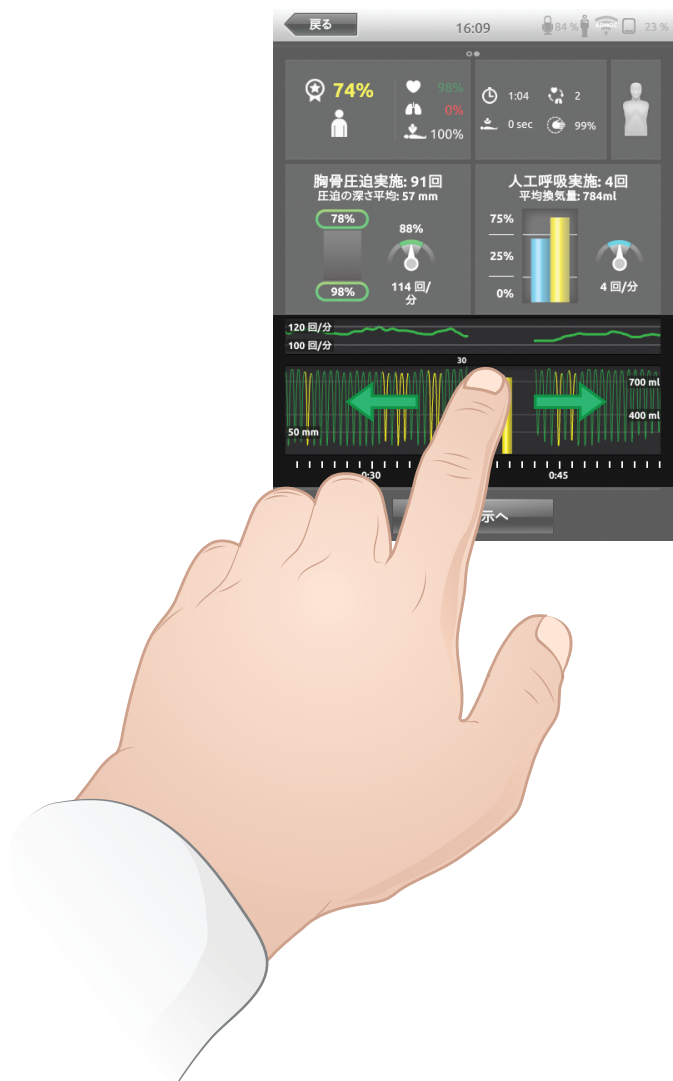 戻る
16:09
84 %
23 %
74%
98%
0%
100%
1:04
2
0 sec
99%
胸骨圧迫実施: 91回
圧迫の深さ平均: 57 mm
78%
88%
98%
114 回/
分
人工呼吸実施: 4回
平均換気量: 784ml
75%
25%
0%
4 回/分
120 回/分
100 回/分
30
700 ml
400 ml
50 mm
0:30
0:45
示へ